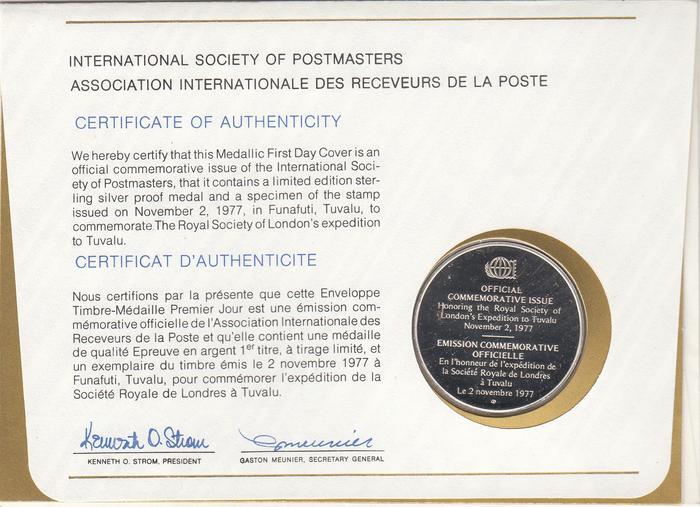 INTERNATIONAL SOCIETY OF POSTMASTERS
ASSOCIATION INTERNATIONALE DES RECEVEURS DE LA POSTE
CERTIFICATE OF AUTHENTICITY
We hereby certify that this Medallic First Day Cover is an
official commemorative issue of the International Soci-
ety of Postmasters, that it contains a limited edition ster-
ling silver proof medal and a specimen of the stamp
issued on November 2, 1977, in Funafuti, Tuvalu, to
commemorate.The Royal Society of London's expedition
to Tuvalu.
CERTIFICAT D'AUTHENTICITE
Nous certifions par la présente que cette Enveloppe
Timbre-Médaille Premier Jour est une émission com-
mémorative officielle de l'Association Internationale des
Receveurs de la Poste et qu'elle contient une médaille
de qualité Epreuve en argent 1er titre, à tirage limité, et
un exemplaire du timbre émis le 2 novembre 1977 à
Funafuti, Tuvalu, pour commémorer l'expédition de la
Société Royale de Londres à Tuvalu.
Kenneth O. Strom
KENNETH O. STROM, PRESIDENT
GMeunier
GASTON MEUNIER, SECRETARY GENERAL
OFFICIAL
COMMEMORATIVE ISSUE
Honoring the Royal Society of
London's Expedition to Tuvalu
November 2, 1977
EMISSION COMMEMORATIVE
OFFICIELLE
En l'honneur de l'expédition de
la Société Royale de Londres
à Tuvalu
Le 2 novembre 1977